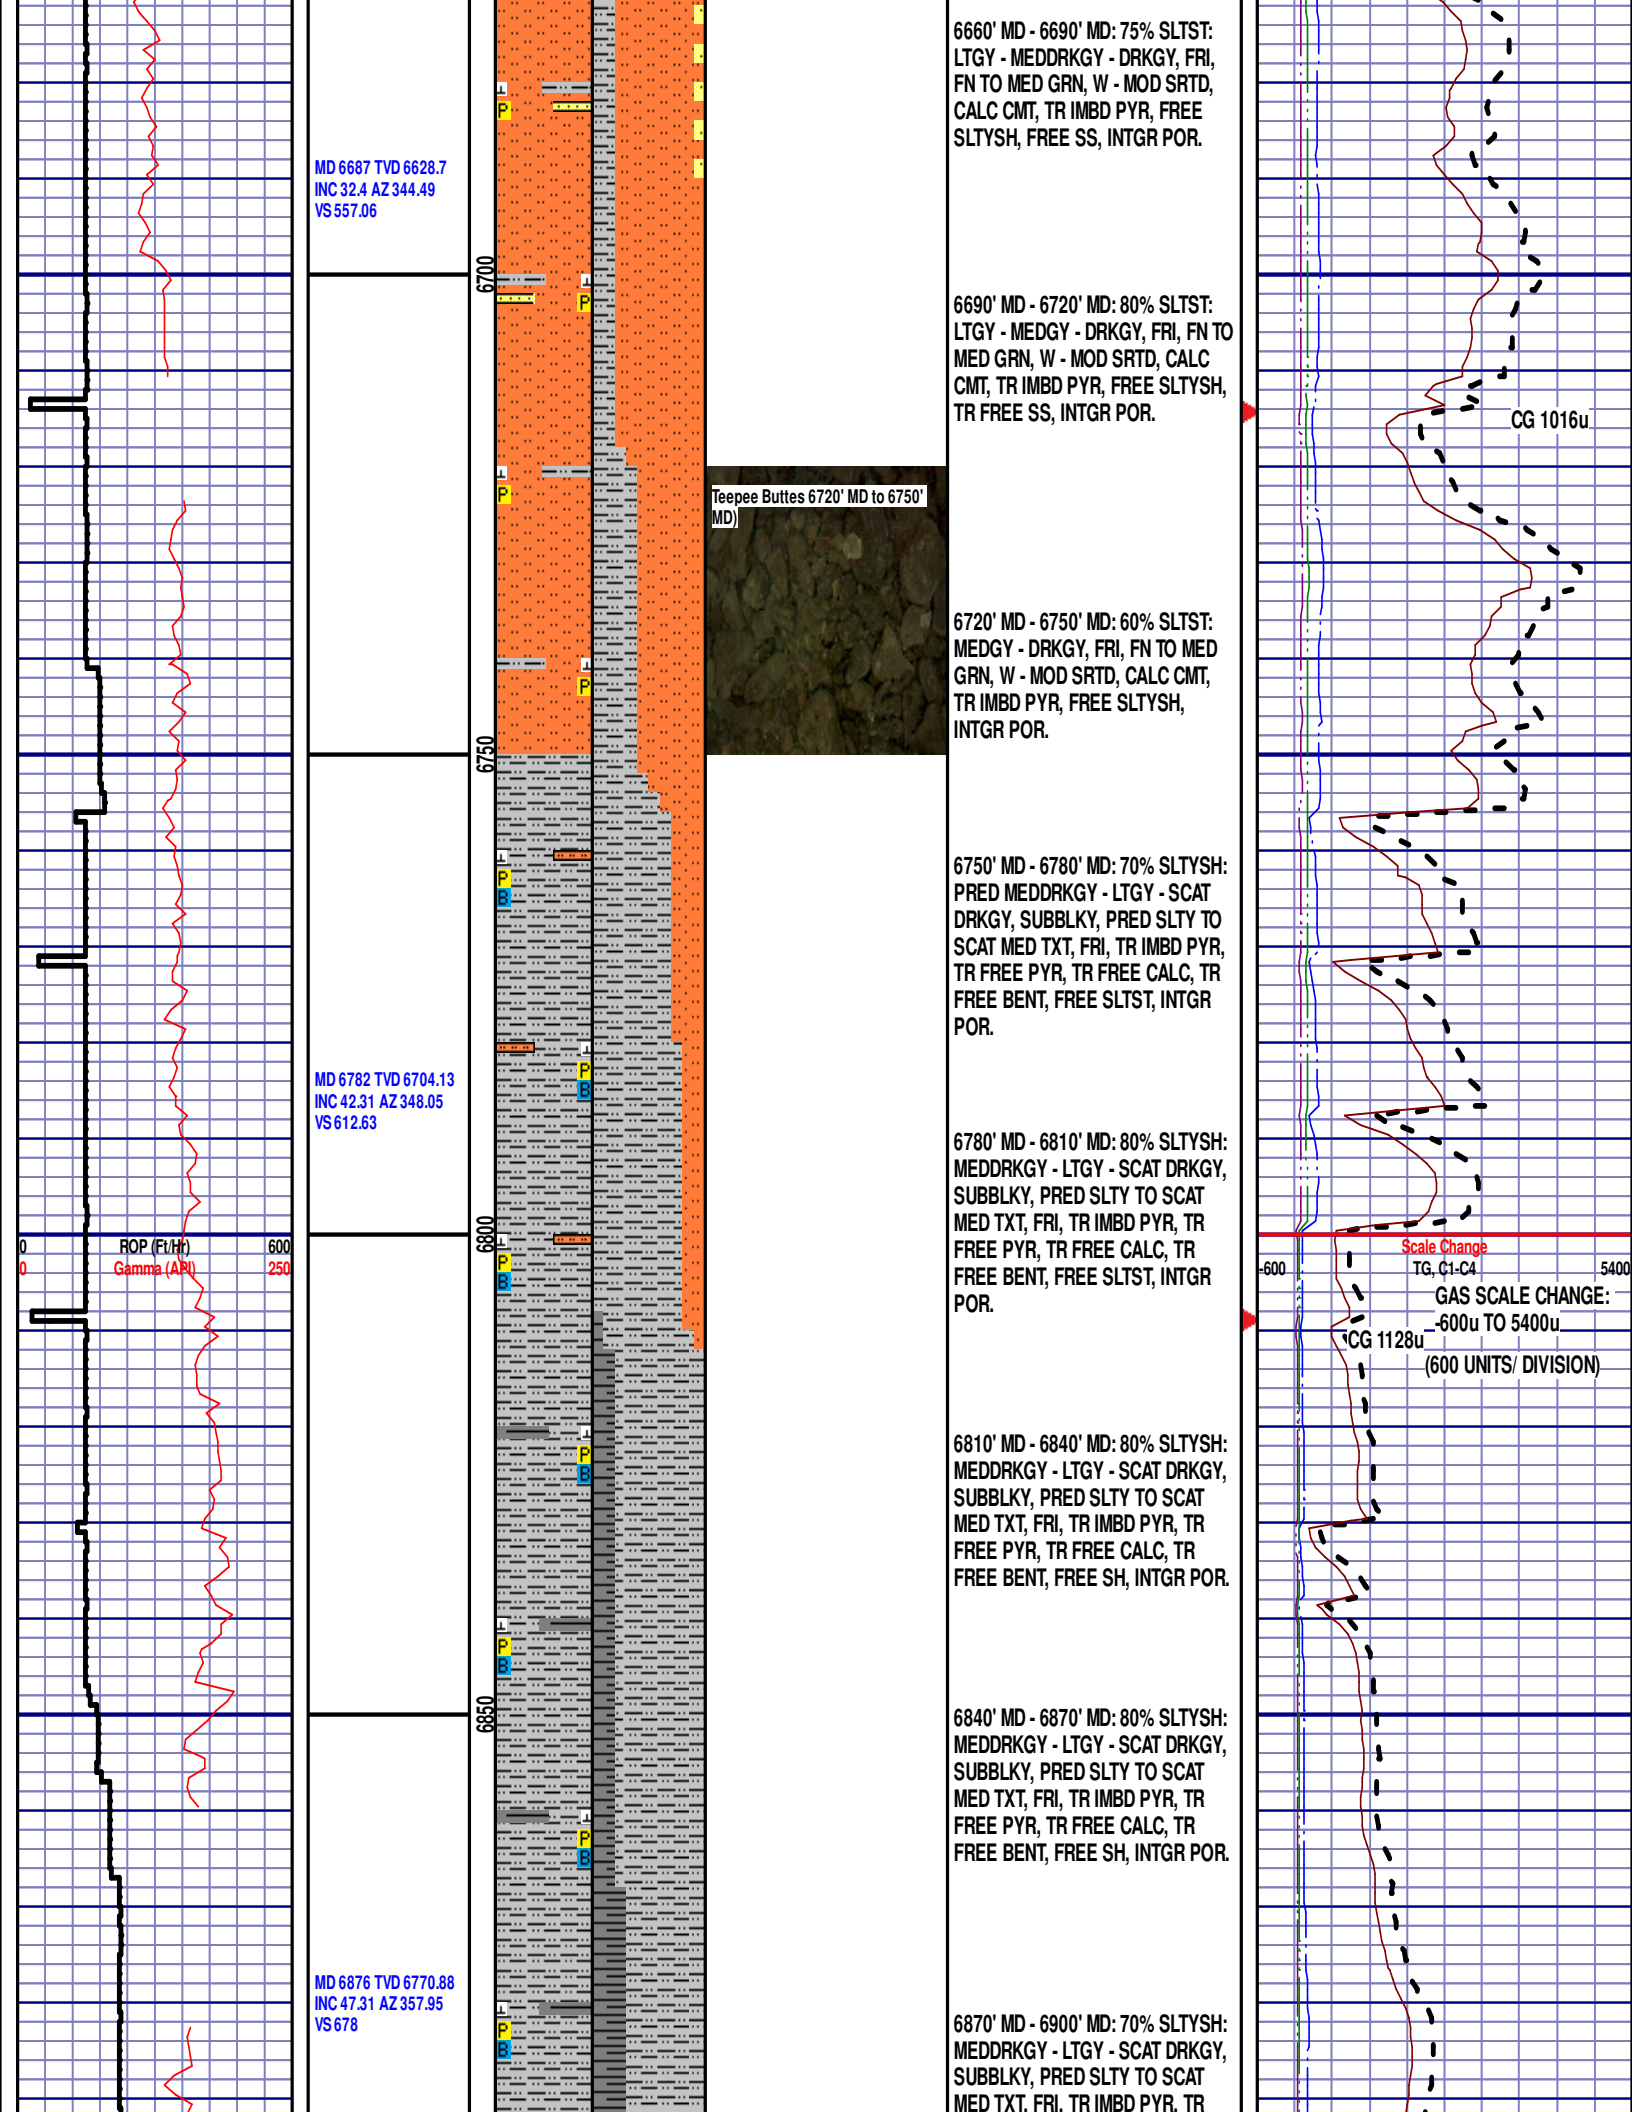 6660' MD - 6690' MD: 75% SLTST:
LTGY - MEDDRKGY - DRKGY, FRI,
FN TO MED GRN, W - MOD SRTD,
CALC CMT, TR IMBD PYR, FREE
SLTYSH, FREE SS, INTGR POR.
P
MD 6687 TVD 6628.7
INC 32.4 AZ 344.49
VS 557.06
6700
P
6690' MD - 6720' MD: 80% SLTST:
LTGY - MEDGY - DRKGY, FRI, FN TO
MED GRN, W - MOD SRTD, CALC
CMT, TR IMBD PYR, FREE SLTYSH,
TR FREE SS, INTGR POR.
CG 1016u
P
Teepee Buttes 6720' MD to 6750'
MD)
6720' MD - 6750' MD: 60% SLTST:
MEDGY - DRKGY, FRI, FN TO MED
GRN, W - MOD SRTD, CALC CMT,
TR IMBD PYR, FREE SLTYSH,
INTGR POR.
P
6750
6750' MD - 6780' MD: 70% SLTYSH:
PRED MEDDRKGY - LTGY - SCAT
DRKGY, SUBBLKY, PRED SLTY TO
SCAT MED TXT, FRI, TR IMBD PYR,
TR FREE PYR, TR FREE CALC, TR
FREE BENT, FREE SLTST, INTGR
POR.
P
B
MD 6782 TVD 6704.13
INC 42.31 AZ 348.05
VS 612.63
P
B
6780' MD - 6810' MD: 80% SLTYSH:
MEDDRKGY - LTGY - SCAT DRKGY,
SUBBLKY, PRED SLTY TO SCAT
MED TXT, FRI, TR IMBD PYR, TR
FREE PYR, TR FREE CALC, TR
FREE BENT, FREE SLTST, INTGR
POR.
6800
0 ROP (Ft/Hr) 600
0 Gamma (API) 250
P
B
Scale Change
-600 TG, C1-C4 5400
GAS SCALE CHANGE:
-600u TO 5400u
CG 1128u
(600 UNITS/ DIVISION)
6810' MD - 6840' MD: 80% SLTYSH:
MEDDRKGY - LTGY - SCAT DRKGY,
SUBBLKY, PRED SLTY TO SCAT
MED TXT, FRI, TR IMBD PYR, TR
FREE PYR, TR FREE CALC, TR
FREE BENT, FREE SH, INTGR POR.
P
B
P
B
6850
6840' MD - 6870' MD: 80% SLTYSH:
MEDDRKGY - LTGY - SCAT DRKGY,
SUBBLKY, PRED SLTY TO SCAT
MED TXT, FRI, TR IMBD PYR, TR
FREE PYR, TR FREE CALC, TR
FREE BENT, FREE SH, INTGR POR.
P
B
MD 6876 TVD 6770.88
INC 47.31 AZ 357.95
VS 678
P
B
6870' MD - 6900' MD: 70% SLTYSH:
MEDDRKGY - LTGY - SCAT DRKGY,
SUBBLKY, PRED SLTY TO SCAT
MED TXT, FRI, TR IMBD PYR, TR